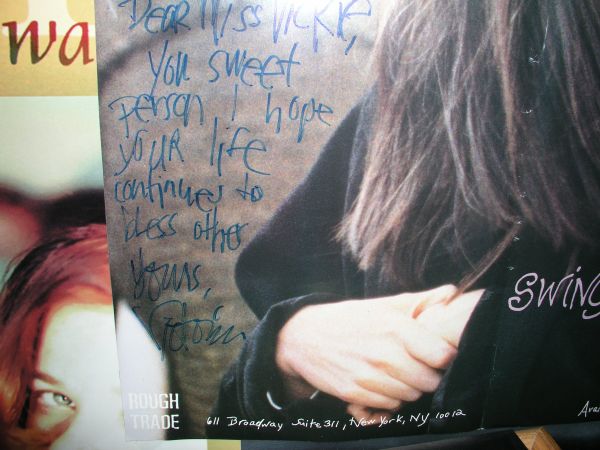 wa
Dear Miss Vickie,
you sweet
person I hope
your life
continues to
bless other
Yours,
SWING
ROUGH
TRADE
611 Broadway Suite 311, New York, NY 10012
Avai